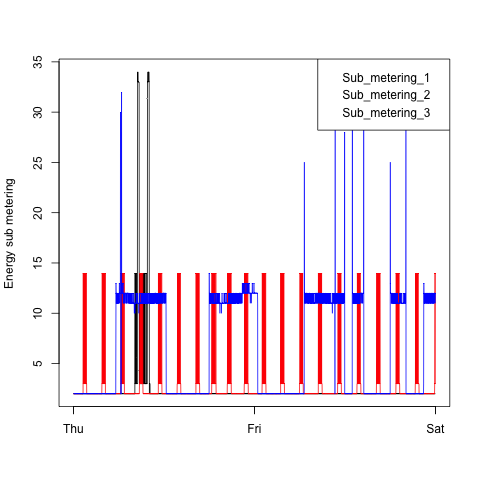 Sub_metering_1
Sub_metering_2
Sub_metering_3
Energy sub metering
35
30
25
20
15
10
5
Thu Fri Sat